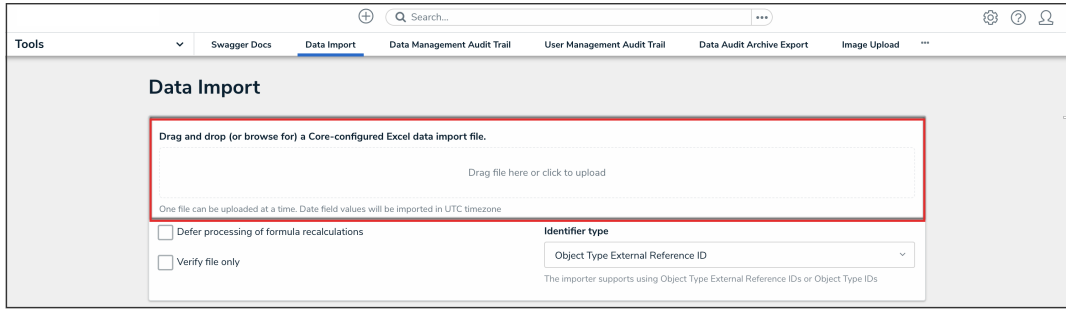 Search...
Tools
Swagger Docs
Data Import
Data Management Audit Trail
User Management Audit Trail
Data Audit Archive Export
Image Upload
Data Import
Drag and drop (or browse for) a Core-configured Excel data import file.
Drag file here or click to upload
One file can be uploaded at a time. Date field values will be imported in UTC timezone
Defer processing of formula recalculations
Verify file only
Identifier type
Object Type External Reference ID
The importer supports using Object Type External Reference IDs or Object Type IDs